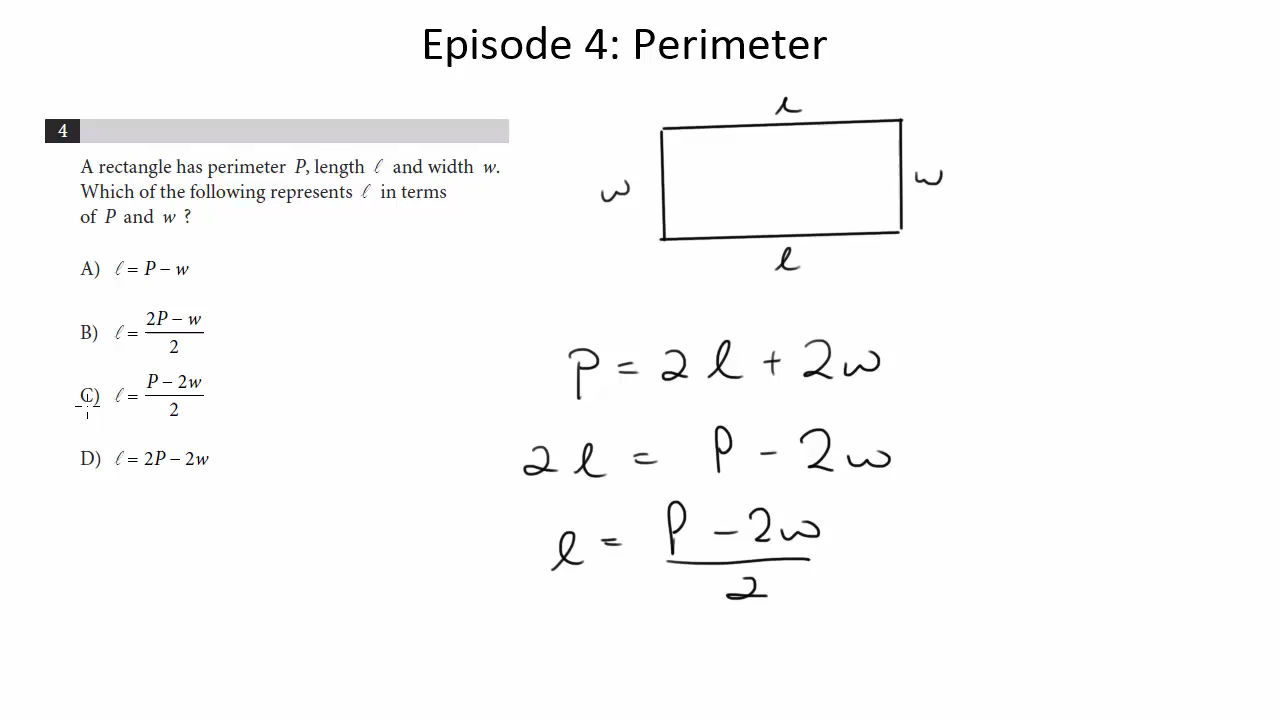 Episode 4: Perimeter
4
A rectangle has perimeter P, length ℓ and width w.
Which of the following represents ℓ in terms
of P and w ?
A) ℓ = P − w
B) ℓ = 2P − w / 2
C) ℓ = P − 2w / 2
D) ℓ = 2P − 2w
ℓ
w
w
ℓ
P = 2ℓ + 2w
2ℓ = P − 2w
ℓ = P − 2w / 2